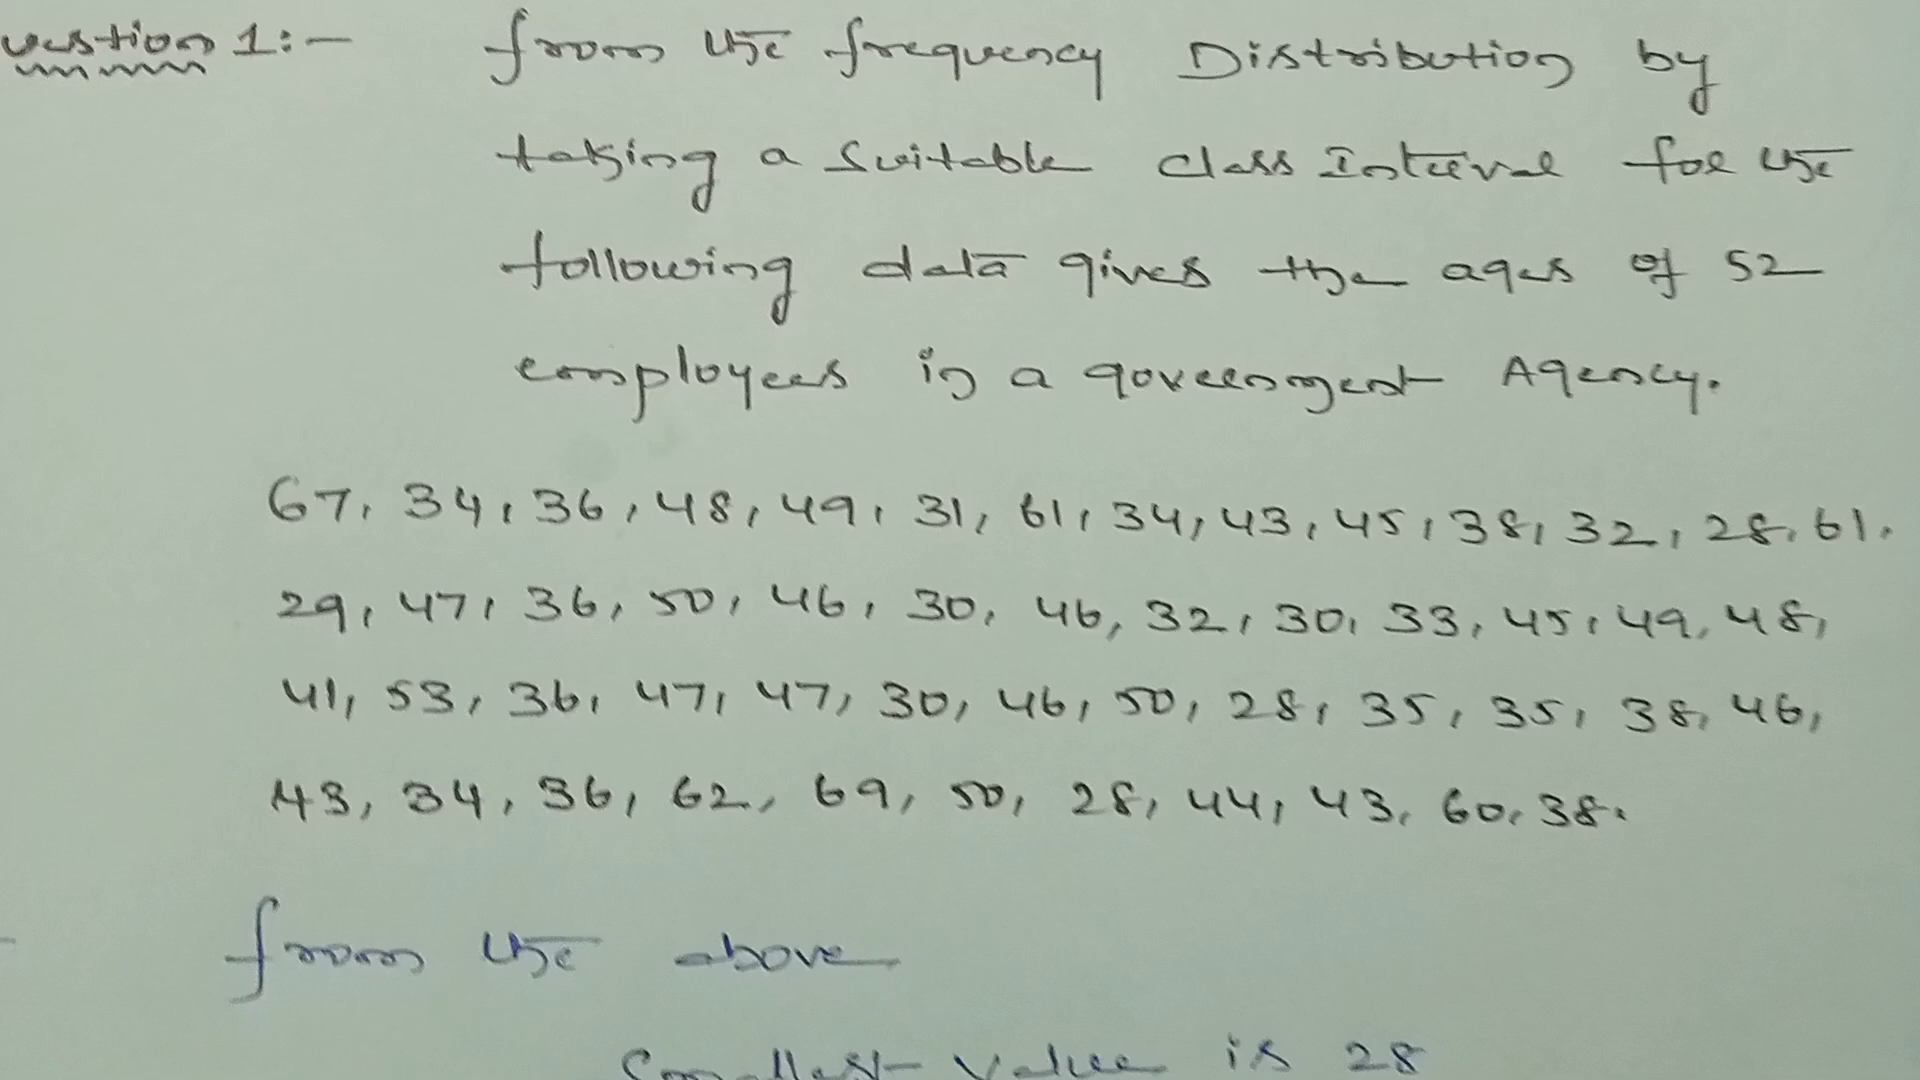 uestion 1:-
from the frequency Distribution by
taking a suitable class Interval for the
following data gives the ages of 52
employees in a government Agency.
67, 34, 36, 48, 49, 31, 61, 34, 43, 45, 38, 32, 28, 61,
29, 47, 36, 50, 46, 30, 46, 32, 30, 33, 45, 49, 48,
41, 53, 36, 47, 47, 30, 46, 50, 28, 35, 35, 38, 46,
43, 34, 36, 62, 69, 50, 28, 44, 43, 60, 38.
from the above
Smallest value is 28